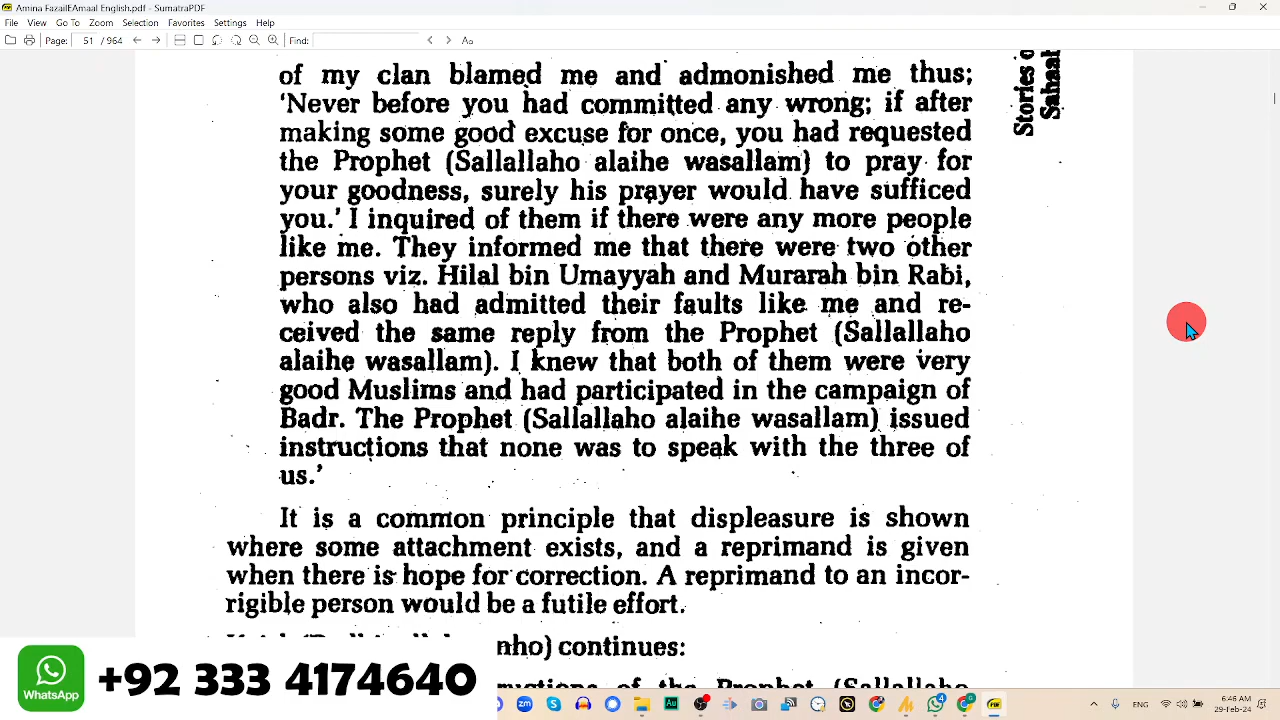 Amina FazailEAmaal English.pdf - SumatraPDF
File View Go To Zoom Selection Favorites Settings Help
Page: 51 / 964 Find: Aa
of my clan blamed me and admonished me thus;
'Never before you had committed any wrong; if after
making some good excuse for once, you had requested
the Prophet (Sallallaho alaihe wasallam) to pray for
your goodness, surely his prayer would have sufficed
you.' I inquired of them if there were any more people
like me. They informed me that there were two other
persons viz. Hilal bin Umayyah and Murarah bin Rabi,
who also had admitted their faults like me and re-
ceived the same reply from the Prophet (Sallallaho
alaihe wasallam). I knew that both of them were very
good Muslims and had participated in the campaign of
Badr. The Prophet (Sallallaho alaihe wasallam) issued
instructions that none was to speak with the three of
us.'
It is a common principle that displeasure is shown
where some attachment exists, and a reprimand is given
when there is hope for correction. A reprimand to an incor-
rigible person would be a futile effort.
nho) continues:
of the Prophet (Sallallaho
Stories o
Sahaab
WhatsApp
+92 333 4174640
zm
Au
ENG
6:46 AM
29-Feb-24